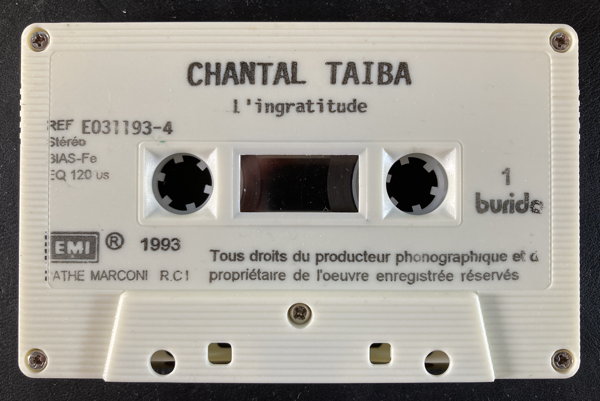 CHANTAL TAIBA
l'ingratitude
REF E031193-4
Stéréo
BIAS-Fe
EQ 120 us
1
buride
EMI ® 1993
ATHE MARCONI R.C I
Tous droits du producteur phonographique et d
propriétaire de l'oeuvre enregistrée réservés